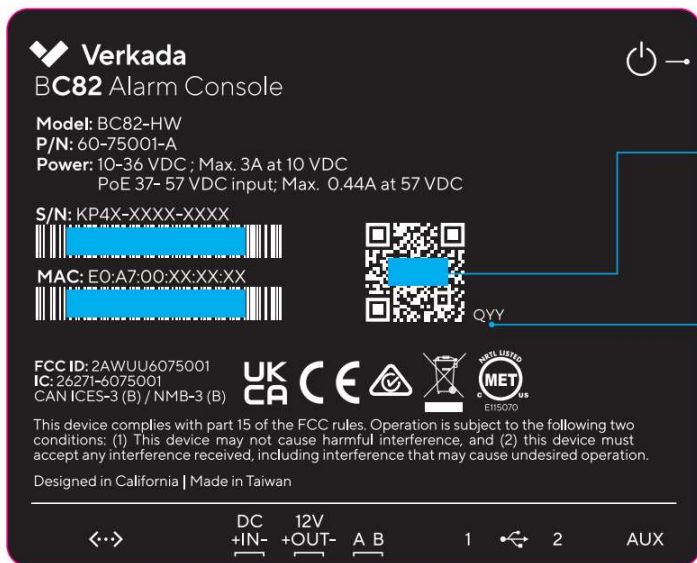 Verkada
BC82 Alarm Console
Model: BC82-HW
P/N: 60-75001-A
Power: 10-36 VDC ; Max. 3A at 10 VDC
PoE 37- 57 VDC input; Max. 0.44A at 57 VDC
S/N: KP4X-XXXX-XXXX
MAC: E0:A7:00:XX:XX:XX
QYY
FCC ID: 2AWUU6075001
IC: 26271-6075001
CAN ICES-3 (B) / NMB-3 (B)
UK
CA
CE
NRTL LISTED
MET
C US
E115070
This device complies with part 15 of the FCC rules. Operation is subject to the following two
conditions: (1) This device may not cause harmful interference, and (2) this device must
accept any interference received, including interference that may cause undesired operation.
Designed in California | Made in Taiwan
DC 12V
+IN- +OUT- A B 1 2 AUX